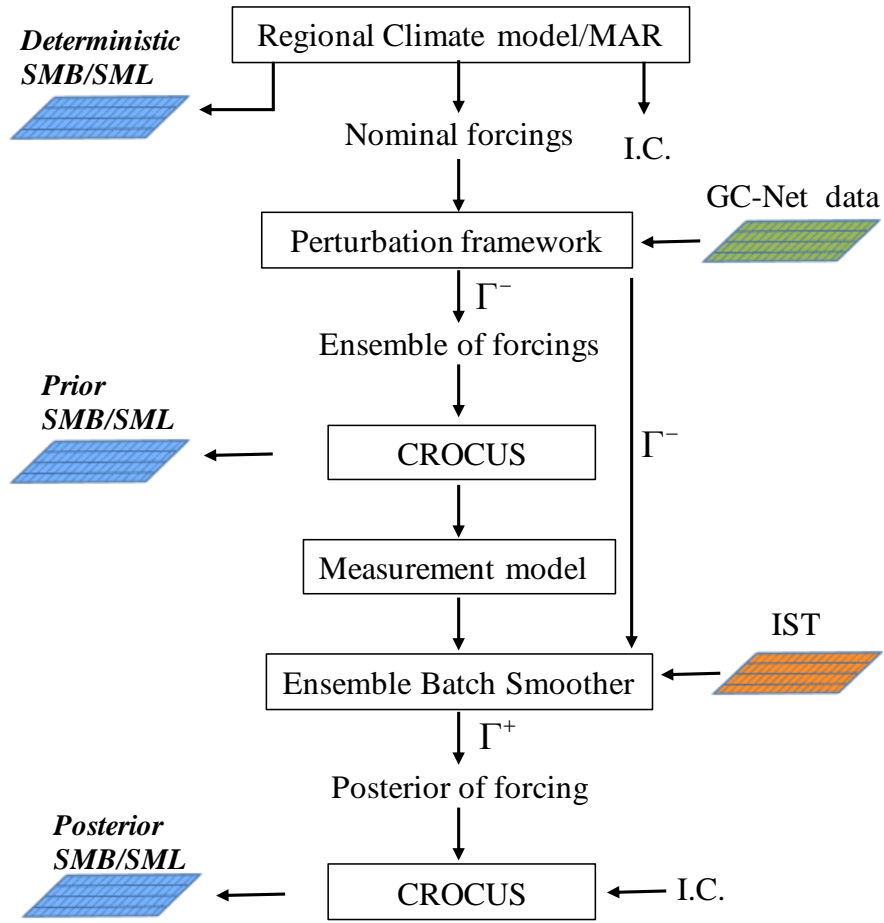 Deterministic
SMB/SML
Regional Climate model/MAR
Nominal forcings
I.C.
GC-Net data
Perturbation framework
Γ⁻
Ensemble of forcings
Prior
SMB/SML
CROCUS
Γ⁻
Measurement model
IST
Ensemble Batch Smoother
Γ⁺
Posterior of forcing
Posterior
SMB/SML
CROCUS
I.C.